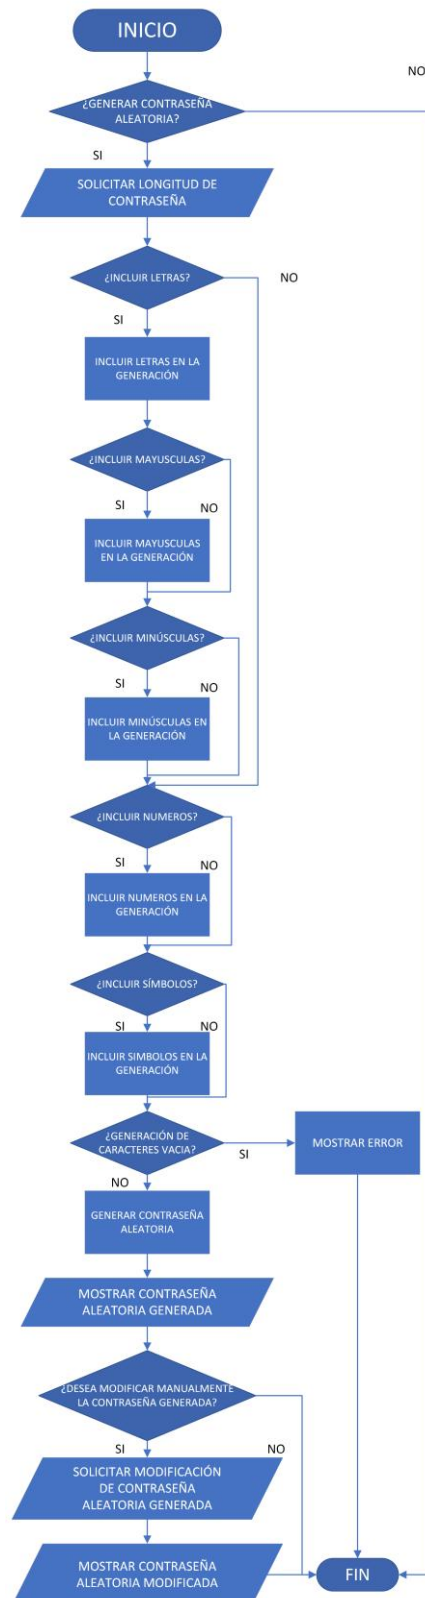 INICIO
NO
¿GENERAR CONTRASEÑA
ALEATORIA?
SI
SOLICITAR LONGITUD DE
CONTRASEÑA
¿INCLUIR LETRAS?
NO
SI
INCLUIR LETRAS EN LA
GENERACIÓN
¿INCLUIR MAYUSCULAS?
SI
NO
INCLUIR MAYUSCULAS
EN LA GENERACIÓN
¿INCLUIR MINÚSCULAS?
SI
NO
INCLUIR MINÚSCULAS EN
LA GENERACIÓN
¿INCLUIR NUMEROS?
SI
NO
INCLUIR NUMEROS EN LA
GENERACIÓN
¿INCLUIR SÍMBOLOS?
SI
NO
INCLUIR SIMBOLOS EN LA
GENERACIÓN
¿GENERACIÓN DE
CARACTERES VACIA?
SI
MOSTRAR ERROR
NO
GENERAR CONTRASEÑA
ALEATORIA
MOSTRAR CONTRASEÑA
ALEATORIA GENERADA
¿DESEA MODIFICAR MANUALMENTE
LA CONTRASEÑA GENERADA?
SI
NO
SOLICITAR MODIFICACIÓN
DE CONTRASEÑA
ALEATORIA GENERADA
MOSTRAR CONTRASEÑA
ALEATORIA MODIFICADA
FIN